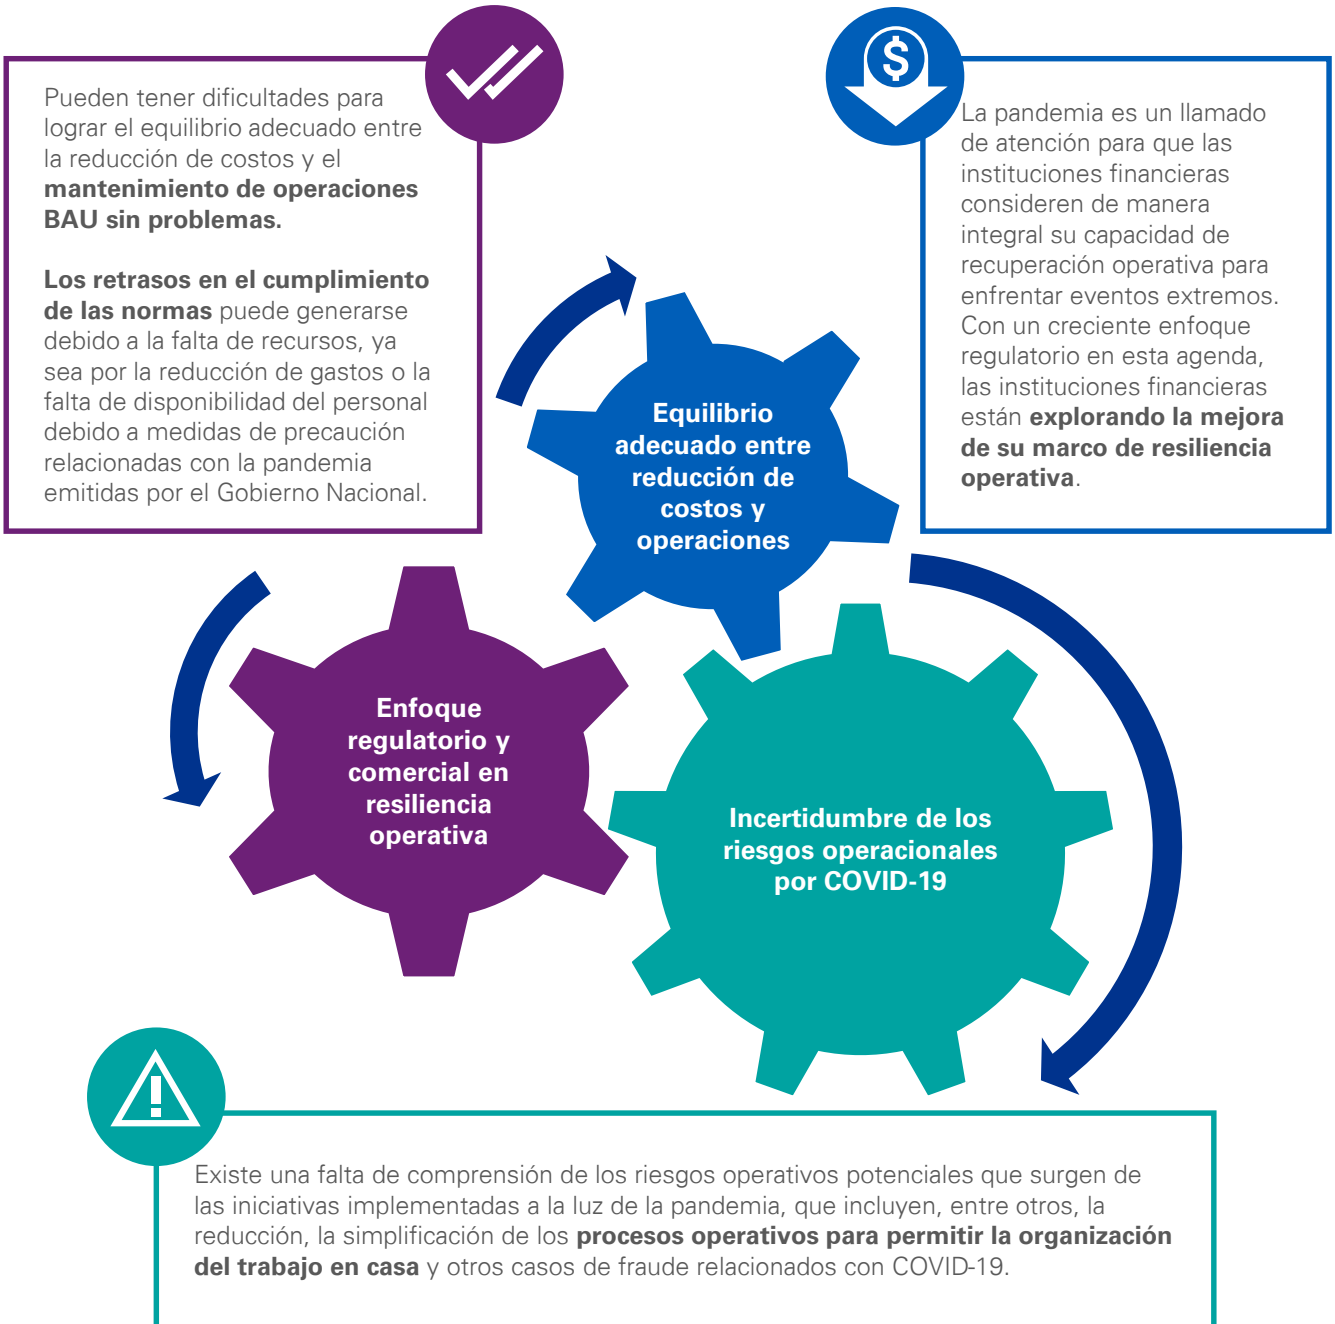 Pueden tener dificultades para
lograr el equilibrio adecuado entre
la reducción de costos y el
mantenimiento de operaciones
BAU sin problemas.
Los retrasos en el cumplimiento
de las normas puede generarse
debido a la falta de recursos, ya
sea por la reducción de gastos o la
falta de disponibilidad del personal
debido a medidas de precaución
relacionadas con la pandemia
emitidas por el Gobierno Nacional.
$
La pandemia es un llamado
de atención para que las
instituciones financieras
consideren de manera
integral su capacidad de
recuperación operativa para
enfrentar eventos extremos.
Con un creciente enfoque
regulatorio en esta agenda,
las instituciones financieras
están explorando la mejora
de su marco de resiliencia
operativa.
Equilibrio
adecuado entre
reducción de
costos y
operaciones
Enfoque
regulatorio y
comercial en
resiliencia
operativa
Incertidumbre de los
riesgos operacionales
por COVID-19
Existe una falta de comprensión de los riesgos operativos potenciales que surgen de
las iniciativas implementadas a la luz de la pandemia, que incluyen, entre otros, la
reducción, la simplificación de los procesos operativos para permitir la organización
del trabajo en casa y otros casos de fraude relacionados con COVID-19.